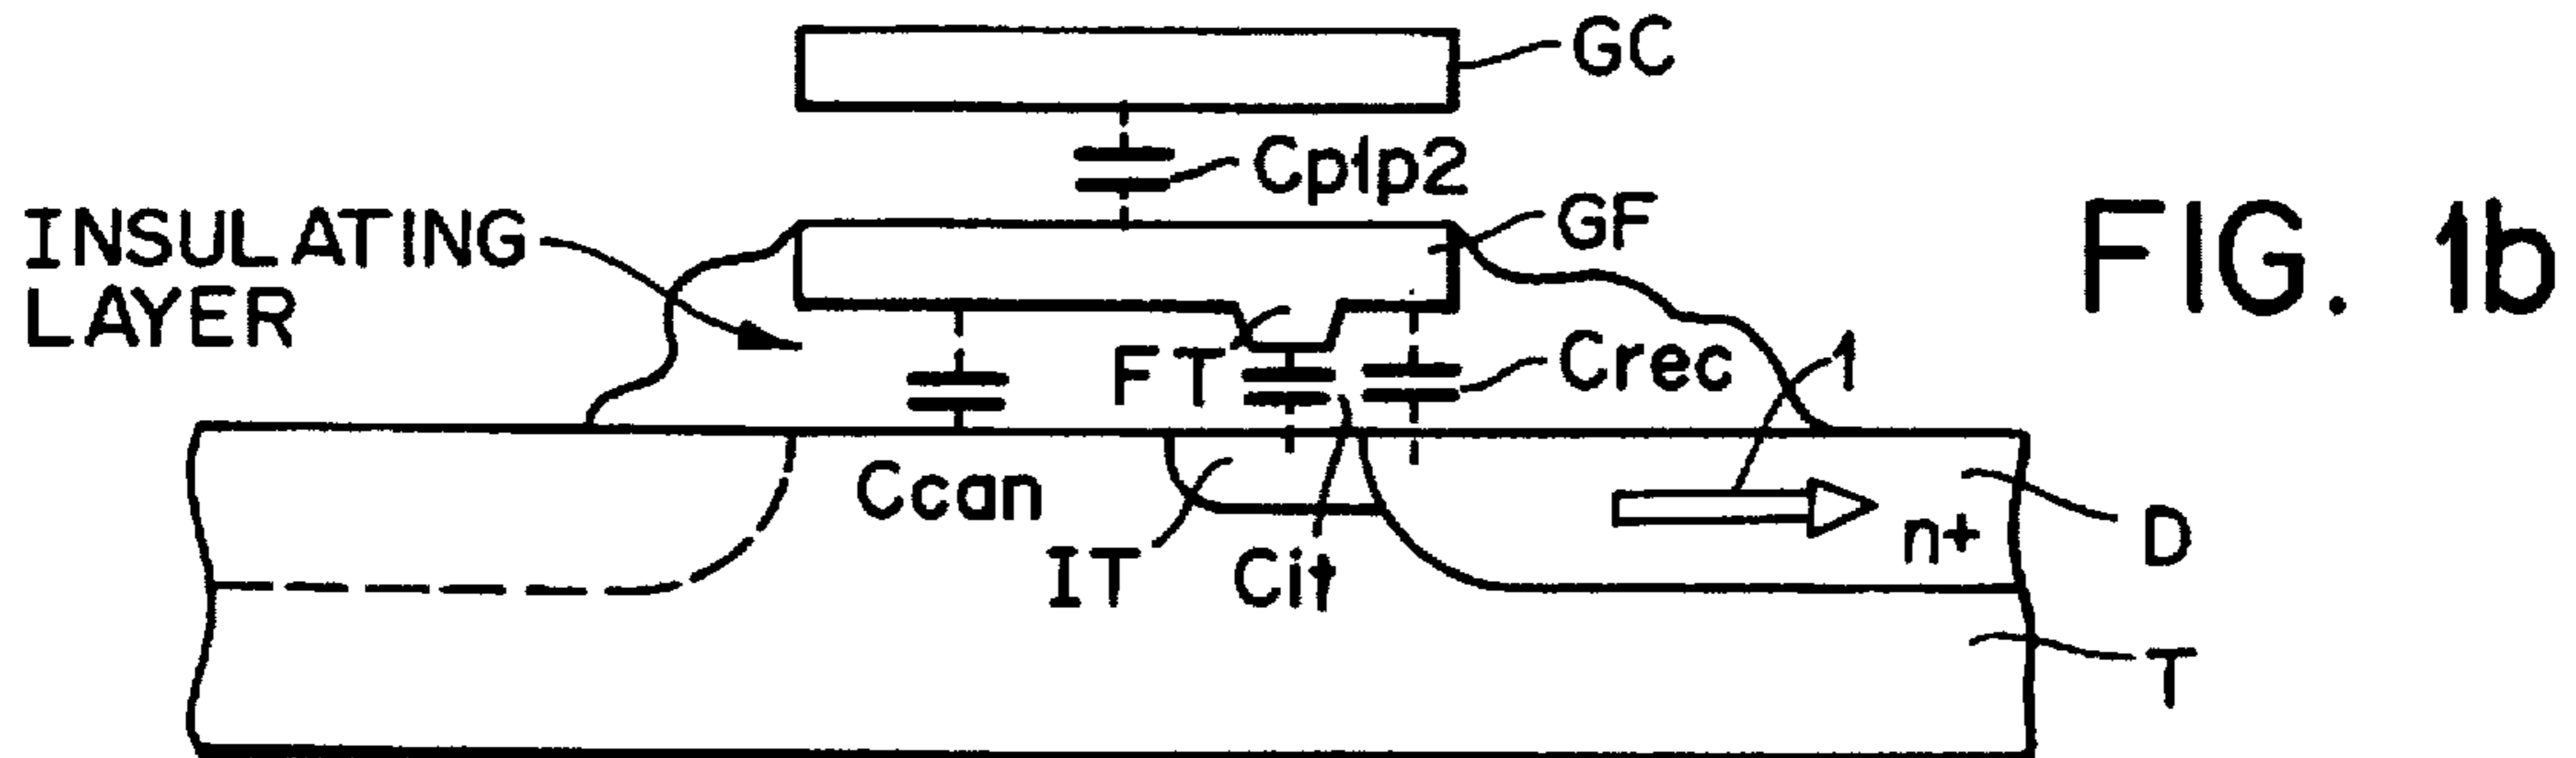 GC
Cp1p2
GF
INSULATING
LAYER
FIG. 1b
FT
Crec
1
Ccan
IT
Cit
n+
D
T